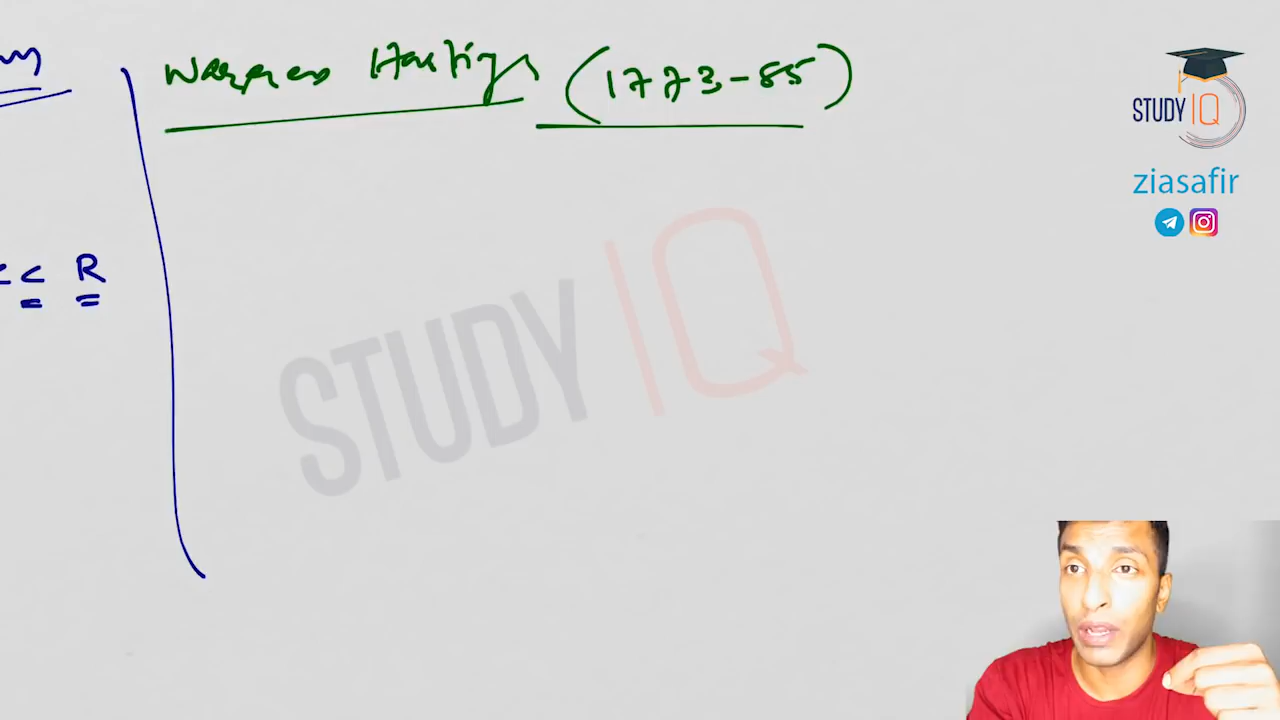 Warren Hastings (1773-85)
< R
STUDY IQ
STUDY IQ
ziasafir